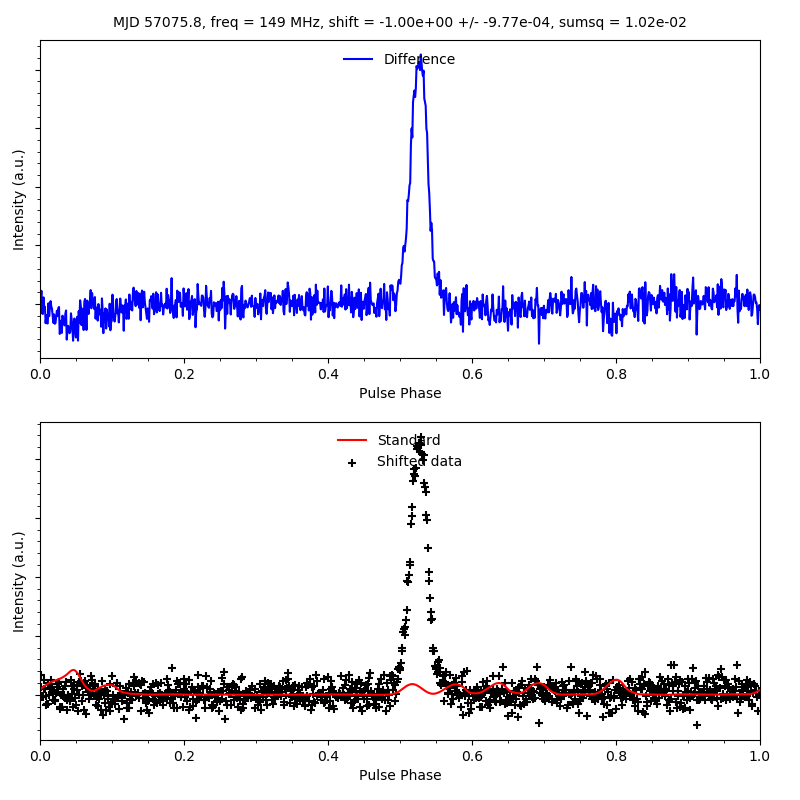 MJD 57075.8, freq = 149 MHz, shift = -1.00e+00 +/- -9.77e-04, sumsq = 1.02e-02
Difference
Intensity (a.u.)
0.0 0.2 0.4 0.6 0.8 1.0
Pulse Phase
Standard
Shifted data
Intensity (a.u.)
0.0 0.2 0.4 0.6 0.8 1.0
Pulse Phase